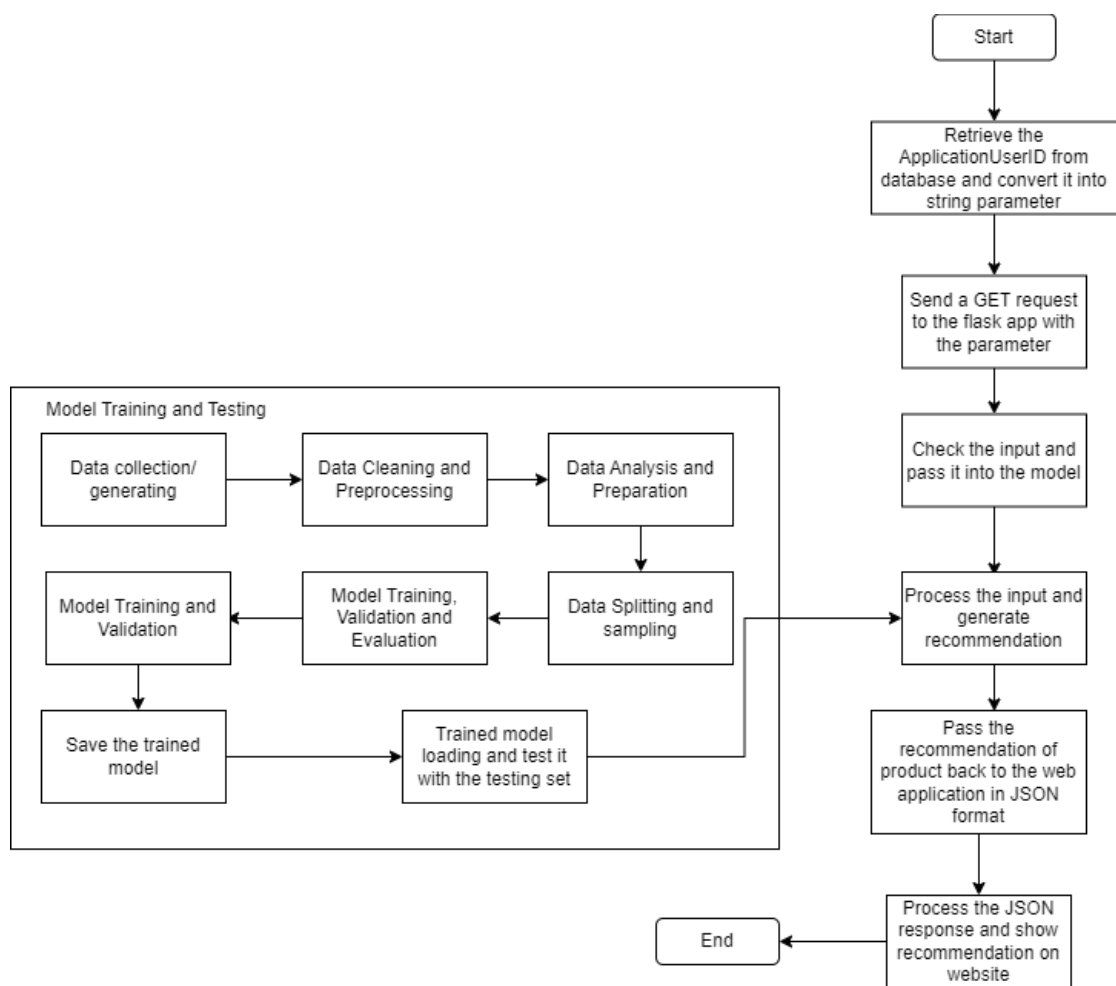 Start
Retrieve the
ApplicationUserID from
database and convert it into
string parameter
Send a GET request
to the flask app with
the parameter
Check the input and
pass it into the model
Process the input and
generate
recommendation
Pass the
recommendation of
product back to the web
application in JSON
format
Process the JSON
response and show
recommendation on
website
End
Model Training and Testing
Data collection/
generating
Data Cleaning and
Preprocessing
Data Analysis and
Preparation
Data Splitting and
sampling
Model Training,
Validation and
Evaluation
Model Training and
Validation
Save the trained
model
Trained model
loading and test it
with the testing set